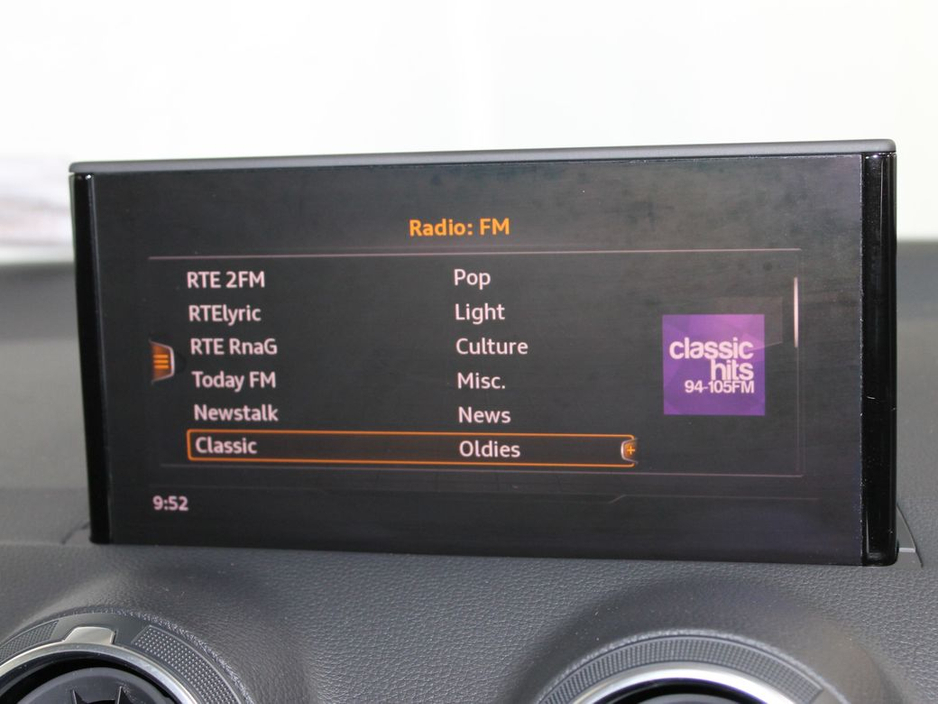 Radio: FM
RTE 2FM Pop
RTElyric Light
RTE RnaG Culture
Today FM Misc.
Newstalk News
Classic Oldies
classic
hits
94-105FM
9:52